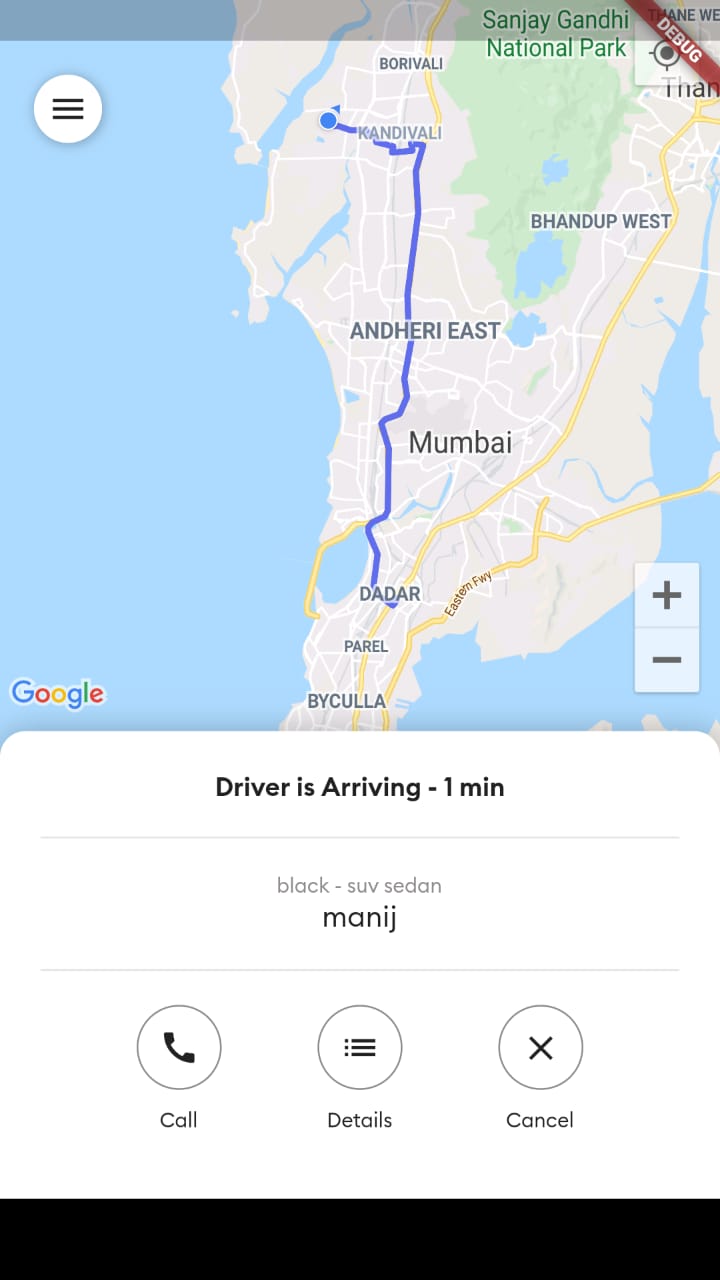 Sanjay Gandhi
National Park
THANE WE
DEBUG
BORIVALI
Than
KANDIVALI
BHANDUP WEST
ANDHERI EAST
Mumbai
DADAR
Eastern Fwy
PAREL
Google
BYCULLA
Driver is Arriving - 1 min
black - suv sedan
manij
Call
Details
Cancel